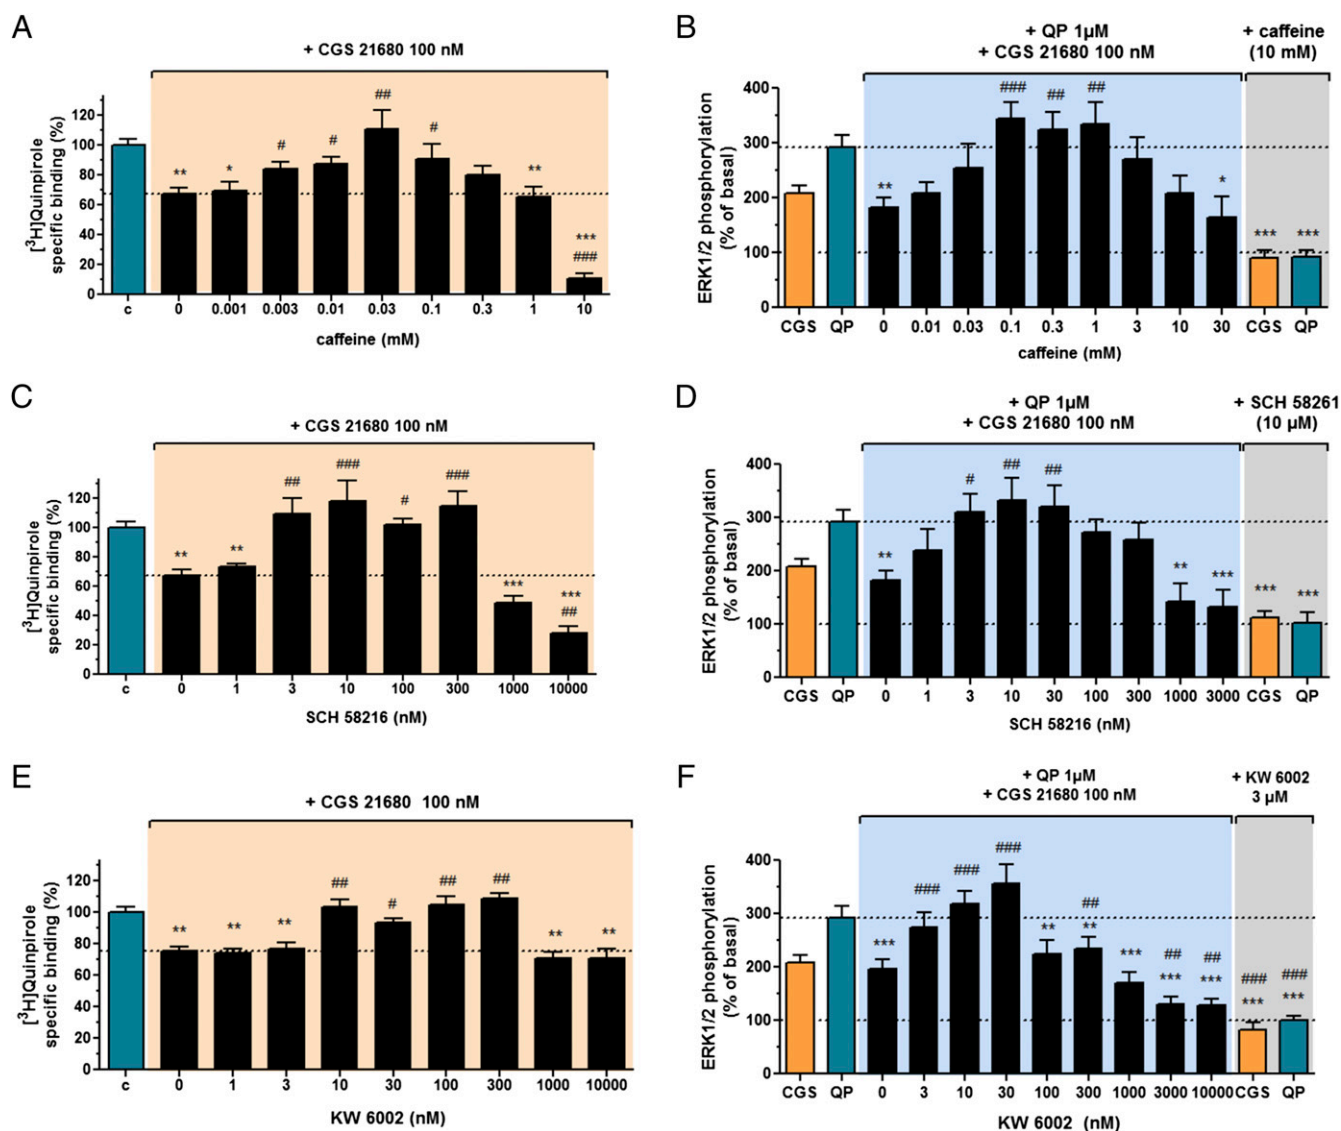 A
+ CGS 21680 100 nM
[³H]Quinpirole
specific binding (%)
120
100
80
60
40
20
0
** * # # ## # ** *** ###
c 0 0.001 0.003 0.01 0.03 0.1 0.3 1 10
caffeine (mM)
B
+ QP 1µM
+ CGS 21680 100 nM
+ caffeine
(10 mM)
ERK1/2 phosphorylation
(% of basal)
400
300
200
100
0
** ### ## ## * *** ***
CGS QP 0 0.01 0.03 0.1 0.3 1 3 10 30 CGS QP
caffeine (mM)
C
+ CGS 21680 100 nM
[³H]Quinpirole
specific binding (%)
120
100
80
60
40
20
0
** ** ## ### # ### *** *** ##
c 0 1 3 10 100 300 1000 10000
SCH 58216 (nM)
D
+ QP 1µM
+ CGS 21680 100 nM
+ SCH 58261
(10 µM)
ERK1/2 phosphorylation
(% of basal)
400
300
200
100
0
** # ## ## ** *** *** ***
CGS QP 0 1 3 10 30 100 300 1000 3000 CGS QP
SCH 58216 (nM)
E
+ CGS 21680 100 nM
[³H]Quinpirole
specific binding (%)
120
100
80
60
40
20
0
** ** ** ## # ## ## ** **
c 0 1 3 10 30 100 300 1000 10000
KW 6002 (nM)
F
+ QP 1µM
+ CGS 21680 100 nM
+ KW 6002
3 µM
ERK1/2 phosphorylation
(% of basal)
400
300
200
100
0
*** ### ### ### ** ## ** *** ## *** ## *** ### *** ### ***
CGS QP 0 3 10 30 100 300 1000 3000 10000 CGS QP
KW 6002 (nM)